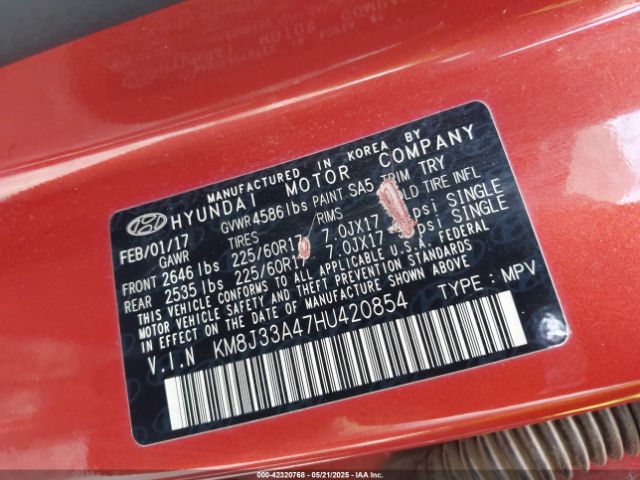 MANUFACTURED IN KOREA BY
HYUNDAI MOTOR COMPANY
FEB/01/17 GVWR 4586 lbs PAINT SA5 TRIM TRY
GAWR TIRES RIMS LD TIRE INFL
FRONT 2646 lbs 225/60R17 7.0JX17 psi SINGLE
REAR 2535 lbs 225/60R17 7.0JX17 psi SINGLE
THIS VEHICLE CONFORMS TO ALL APPLICABLE U.S.A. FEDERAL
MOTOR VEHICLE SAFETY AND THEFT PREVENTION STANDARDS
IN EFFECT ON THE DATE OF MANUFACTURE SHOWN ABOVE
V.I.N KM8J33A47HU420854 TYPE: MPV
000-42320768 05/21/2025 IAA Holdings, LLC